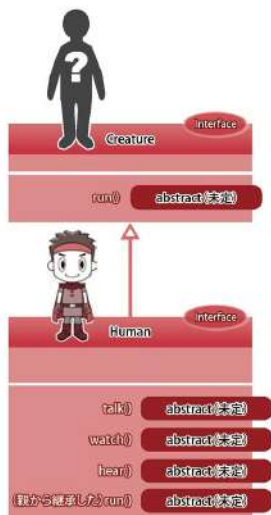 ?
Interface
Creature
run() abstract(未定)
Interface
Human
talk() abstract(未定)
watch() abstract(未定)
hear() abstract(未定)
(親から継承した) run() abstract(未定)